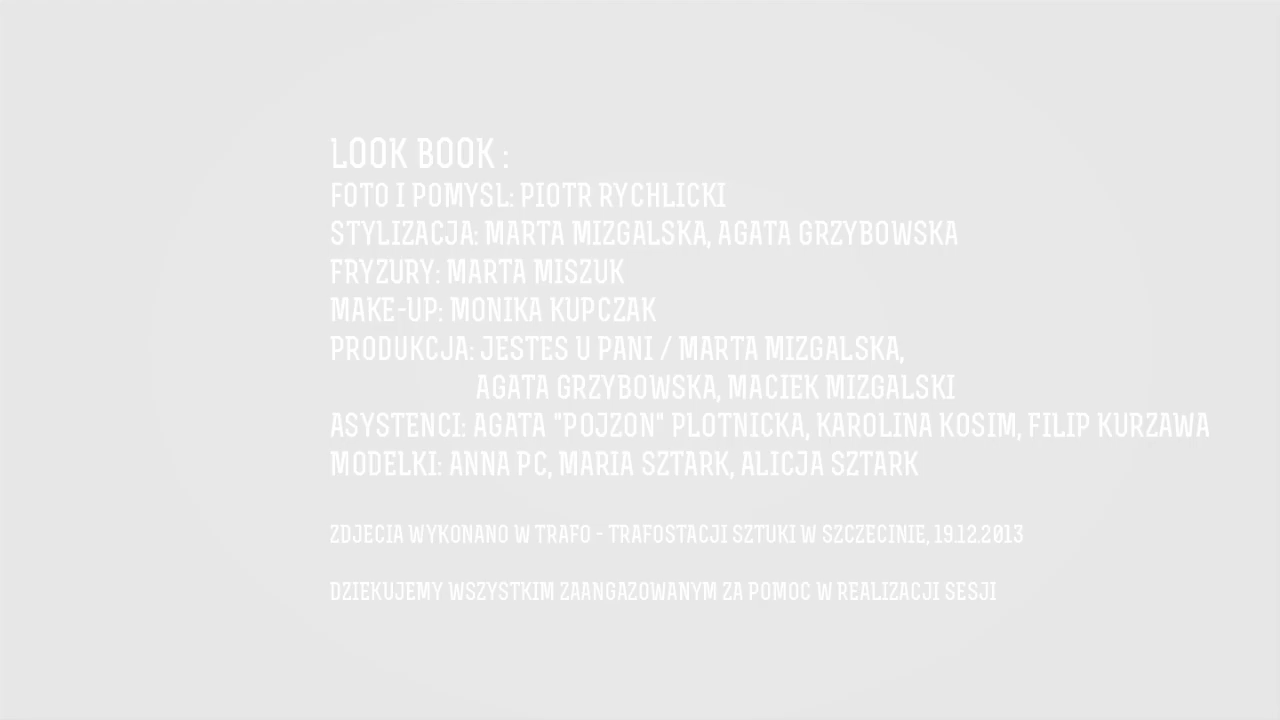 LOOK BOOK :
FOTO I POMYSL: PIOTR RYCHLICKI
STYLIZACJA: MARTA MIZGALSKA, AGATA GRZYBOWSKA
FRYZURY: MARTA MISZUK
MAKE-UP: MONIKA KUPCZAK
PRODUKCJA: JESTES U PANI / MARTA MIZGALSKA,
AGATA GRZYBOWSKA, MACIEK MIZGALSKI
ASYSTENCI: AGATA "POJZON" PLOTNICKA, KAROLINA KOSIM, FILIP KURZAWA
MODELKI: ANNA PC, MARIA SZTARK, ALICJA SZTARK
ZDJECIA WYKONANO W TRAFO - TRAFOSTACJI SZTUKI W SZCZECINIE, 19.12.2013
DZIEKUJEMY WSZYSTKIM ZAANGAZOWANYM ZA POMOC W REALIZACJI SESJI